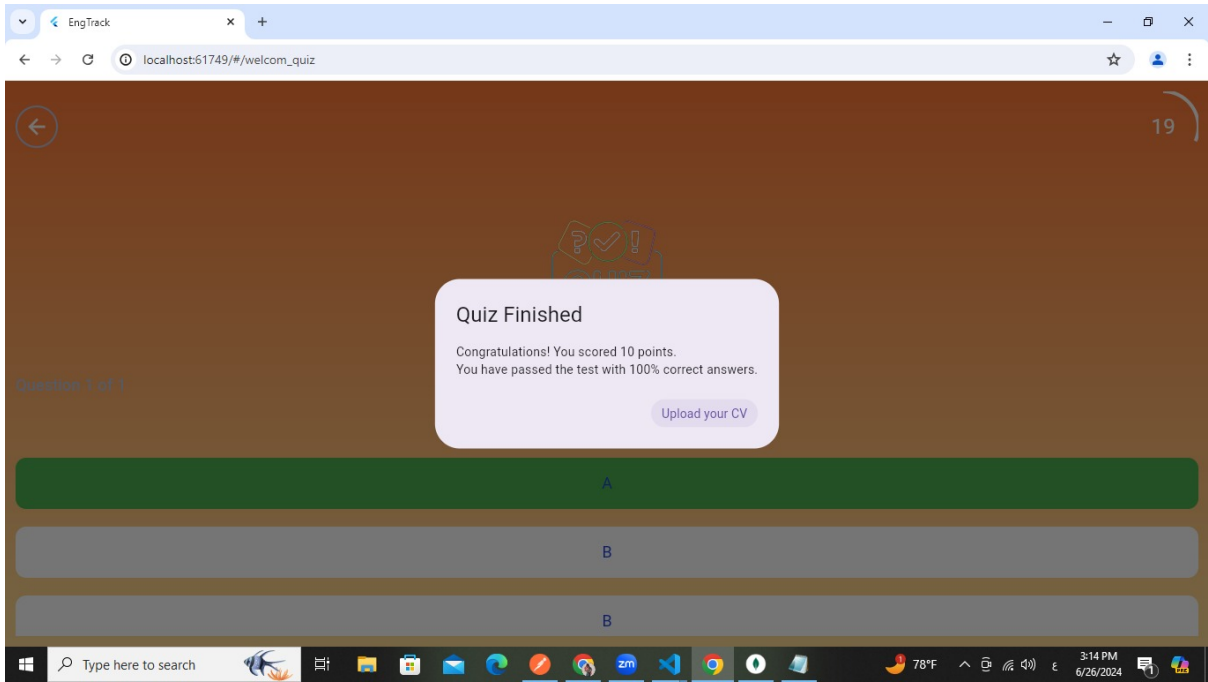 EngTrack
localhost:61749/#/welcom_quiz
19
Quiz Finished
Congratulations! You scored 10 points.
You have passed the test with 100% correct answers.
Question 1 of 1
Upload your CV
A
B
B
Type here to search
zm
78°F
ع
3:14 PM
6/26/2024
1